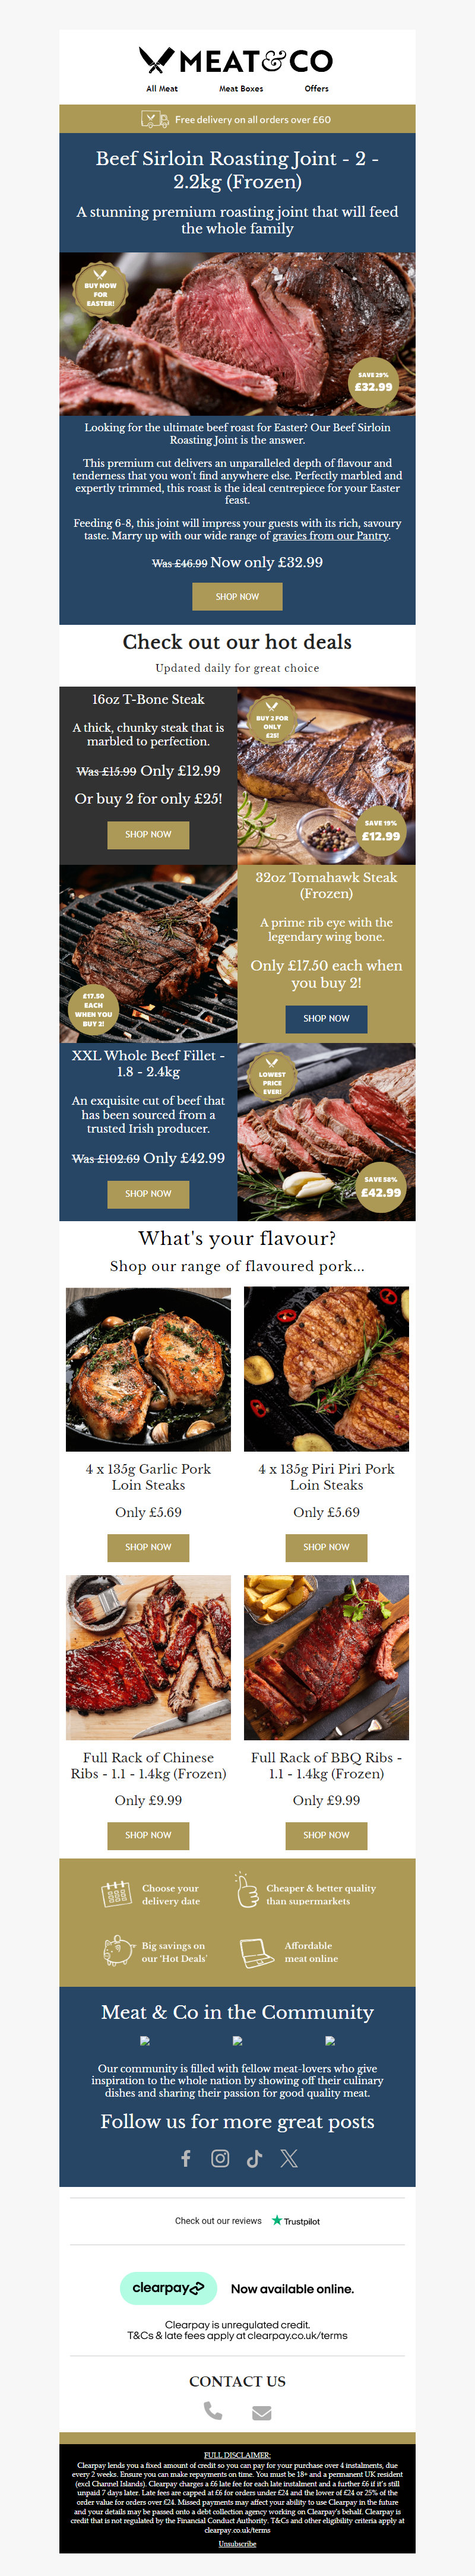 MEAT&CO
All Meat Meat Boxes Offers
Free delivery on all orders over £60
Beef Sirloin Roasting Joint - 2 -
2.2kg (Frozen)
A stunning premium roasting joint that will feed
the whole family
BUY NOW
FOR
EASTER!
SAVE 29%
£32.99
Looking for the ultimate beef roast for Easter? Our Beef Sirloin
Roasting Joint is the answer.
This premium cut delivers an unparalleled depth of flavour and
tenderness that you won't find anywhere else. Perfectly marbled and
expertly trimmed, this roast is the ideal centrepiece for your Easter
feast.
Feeding 6-8, this joint will impress your guests with its rich, savoury
taste. Marry up with our wide range of gravies from our Pantry.
Was £46.99 Now only £32.99
SHOP NOW
Check out our hot deals
Updated daily for great choice
16oz T-Bone Steak
A thick, chunky steak that is
marbled to perfection.
Was £15.99 Only £12.99
Or buy 2 for only £25!
SHOP NOW
BUY 2 FOR
ONLY
£25!
SAVE 19%
£12.99
£17.50
EACH
WHEN YOU
BUY 2!
32oz Tomahawk Steak
(Frozen)
A prime rib eye with the
legendary wing bone.
Only £17.50 each when
you buy 2!
SHOP NOW
XXL Whole Beef Fillet -
1.8 - 2.4kg
An exquisite cut of beef that
has been sourced from a
trusted Irish producer.
Was £102.69 Only £42.99
SHOP NOW
LOWEST
PRICE
EVER!
SAVE 58%
£42.99
What's your flavour?
Shop our range of flavoured pork...
4 x 135g Garlic Pork
Loin Steaks
Only £5.69
SHOP NOW
4 x 135g Piri Piri Pork
Loin Steaks
Only £5.69
SHOP NOW
Full Rack of Chinese
Ribs - 1.1 - 1.4kg (Frozen)
Only £9.99
SHOP NOW
Full Rack of BBQ Ribs -
1.1 - 1.4kg (Frozen)
Only £9.99
SHOP NOW
Choose your
delivery date
Cheaper & better quality
than supermarkets
Big savings on
our 'Hot Deals'
Affordable
meat online
Meat & Co in the Community
Our community is filled with fellow meat-lovers who give
inspiration to the whole nation by showing off their culinary
dishes and sharing their passion for good quality meat.
Follow us for more great posts
Check out our reviews Trustpilot
clearpay Now available online.
Clearpay is unregulated credit.
T&Cs & late fees apply at clearpay.co.uk/terms
CONTACT US
FULL DISCLAIMER:
Clearpay lends you a fixed amount of credit so you can pay for your purchase over 4 instalments, due
every 2 weeks. Ensure you can make repayments on time. You must be 18+ and a permanent UK resident
(excl Channel Islands). Clearpay charges a £6 late fee for each late instalment and a further £6 if it's still
unpaid 7 days later. Late fees are capped at £6 for orders under £24 and the lower of £24 or 25% of the
order value for orders over £24. Missed payments may affect your ability to use Clearpay in the future
and your details may be passed onto a debt collection agency working on Clearpay's behalf. Clearpay is
credit that is not regulated by the Financial Conduct Authority. T&Cs and other eligibility criteria apply at
clearpay.co.uk/terms
Unsubscribe